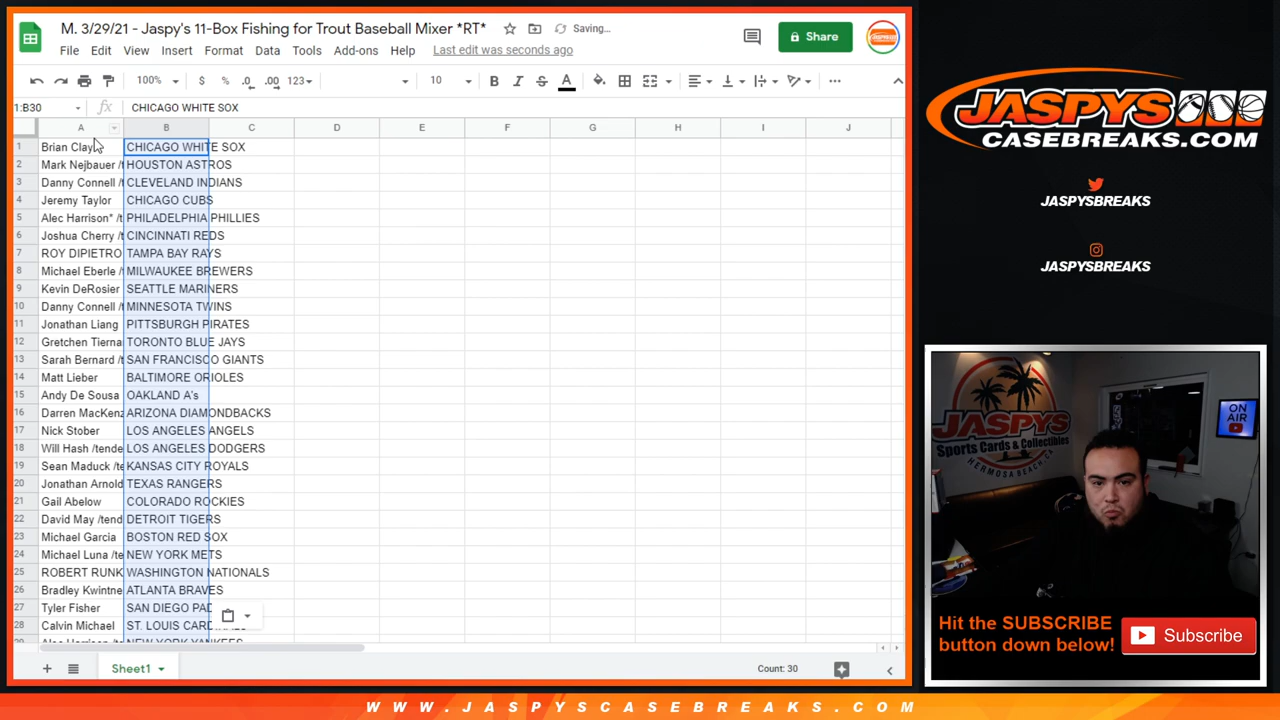 M. 3/29/21 - Jaspy's 11-Box Fishing for Trout Baseball Mixer *RT*
Saving...
Share
File Edit View Insert Format Data Tools Add-ons Help Last edit was seconds ago
100% $ % .0 .00 123 10 B I S A
1:B30 fx CHICAGO WHITE SOX
A B C D E F G H I J
1 Brian Clay CHICAGO WHITE SOX
2 Mark Nejbauer /t HOUSTON ASTROS
3 Danny Connell /t CLEVELAND INDIANS
4 Jeremy Taylor CHICAGO CUBS
5 Alec Harrison* /t PHILADELPHIA PHILLIES
6 Joshua Cherry /t CINCINNATI REDS
7 ROY DIPIETRO TAMPA BAY RAYS
8 Michael Eberle /t MILWAUKEE BREWERS
9 Kevin DeRosier SEATTLE MARINERS
10 Danny Connell /t MINNESOTA TWINS
11 Jonathan Liang PITTSBURGH PIRATES
12 Gretchen Tierna TORONTO BLUE JAYS
13 Sarah Bernard /t SAN FRANCISCO GIANTS
14 Matt Lieber BALTIMORE ORIOLES
15 Andy De Sousa OAKLAND A's
16 Darren MacKenz ARIZONA DIAMONDBACKS
17 Nick Stober LOS ANGELES ANGELS
18 Will Hash /tende LOS ANGELES DODGERS
19 Sean Maduck /te KANSAS CITY ROYALS
20 Jonathan Arnold TEXAS RANGERS
21 Gail Abelow COLORADO ROCKIES
22 David May /tend DETROIT TIGERS
23 Michael Garcia BOSTON RED SOX
24 Michael Luna /te NEW YORK METS
25 ROBERT RUNK WASHINGTON NATIONALS
26 Bradley Kwintne ATLANTA BRAVES
27 Tyler Fisher SAN DIEGO PAD
28 Calvin Michael ST. LOUIS CAR
Sheet1
Count: 30
JASPYS
CASEBREAKS.COM
JASPYSBREAKS
JASPYSBREAKS
JASPYS
Sports Cards & Collectibles
HERMOSA BEACH, CA
ON AIR
Hit the SUBSCRIBE
button down below!
Subscribe
WWW.JASPYSCASEBREAKS.COM